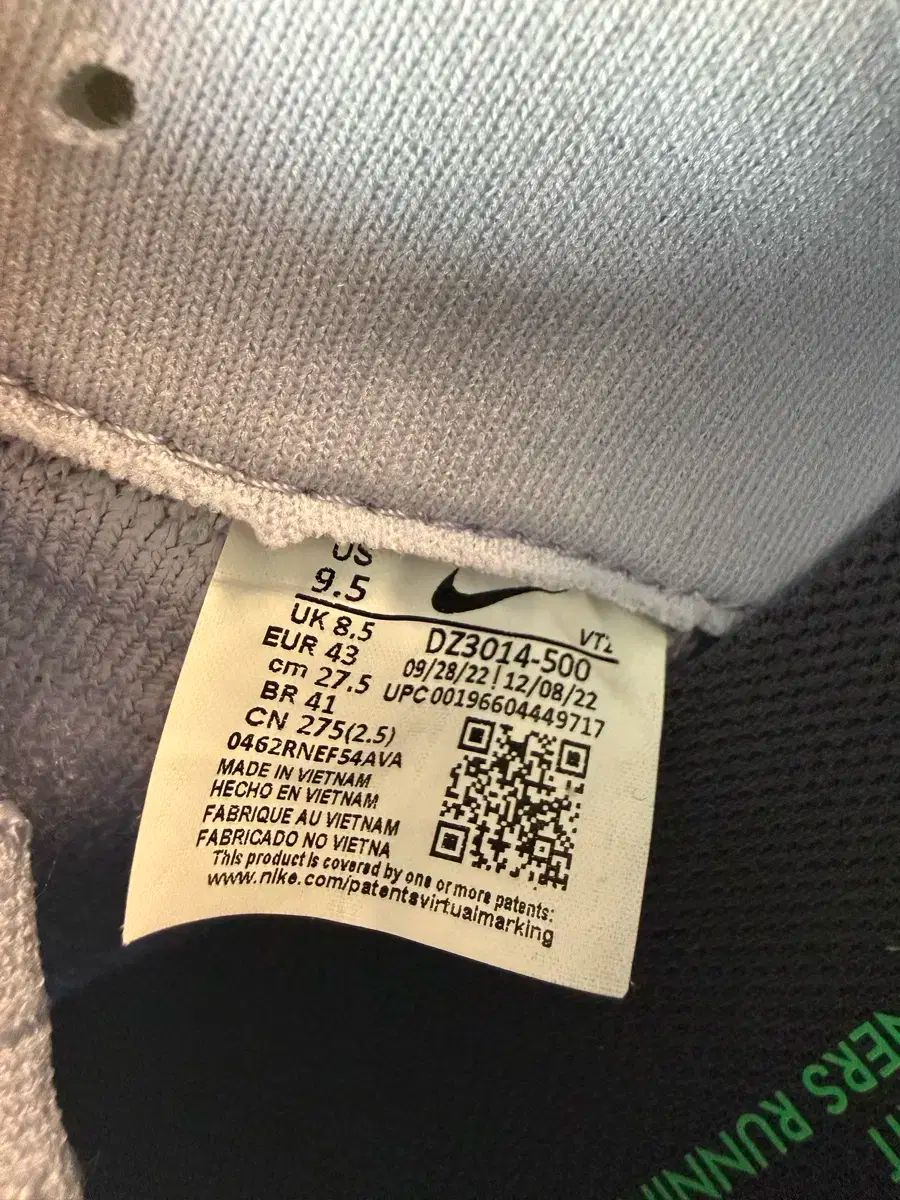 US
9.5
UK 8.5
EUR 43
cm 27.5
BR 41
CN 275(2.5)
0462RNEF54AVA
MADE IN VIETNAM
HECHO EN VIETNAM
FABRIQUE AU VIETNAM
FABRICADO NO VIETNA
This product is covered by one or more patents:
www.nike.com/patentsvirtualmarking
DZ3014-500
09/28/22 | 12/08/22
UPC 00196604449717